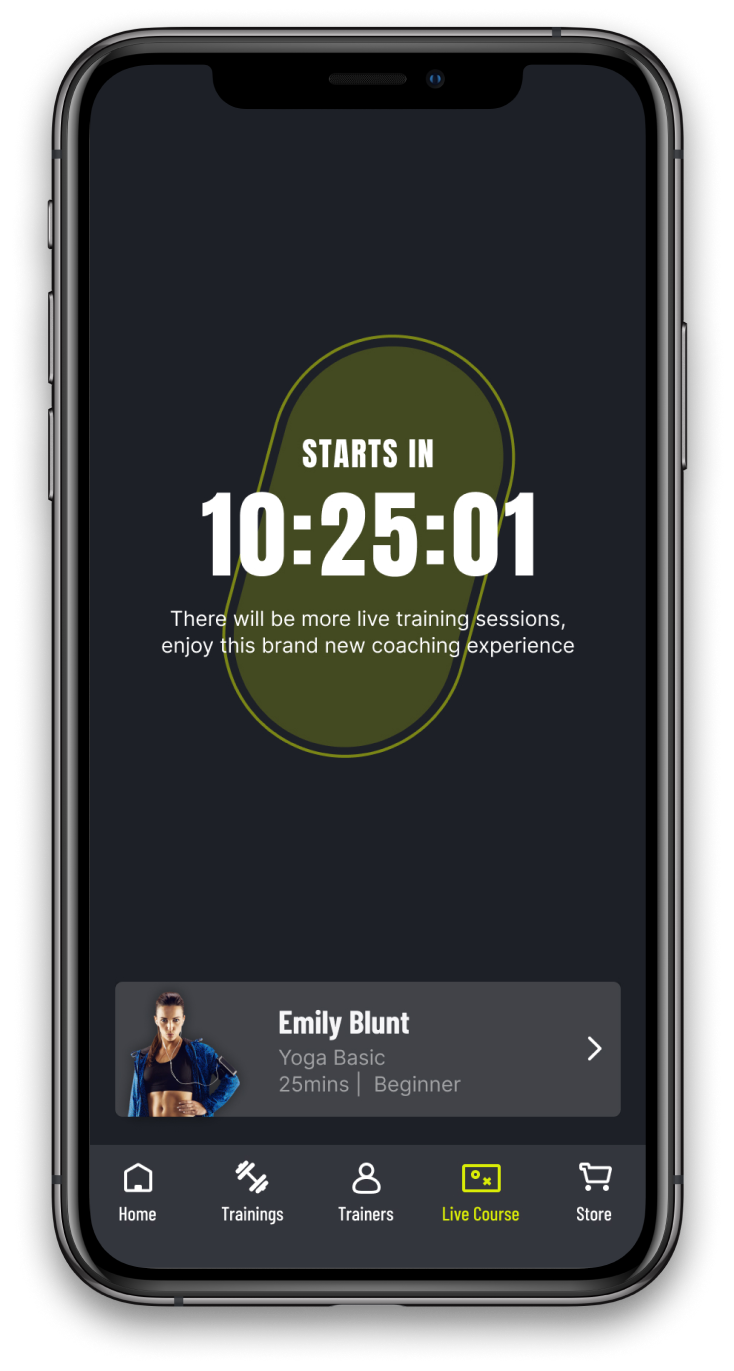 STARTS IN
10:25:01
There will be more live training sessions,
enjoy this brand new coaching experience
Emily Blunt
Yoga Basic
25mins | Beginner
Home Trainings Trainers Live Course Store